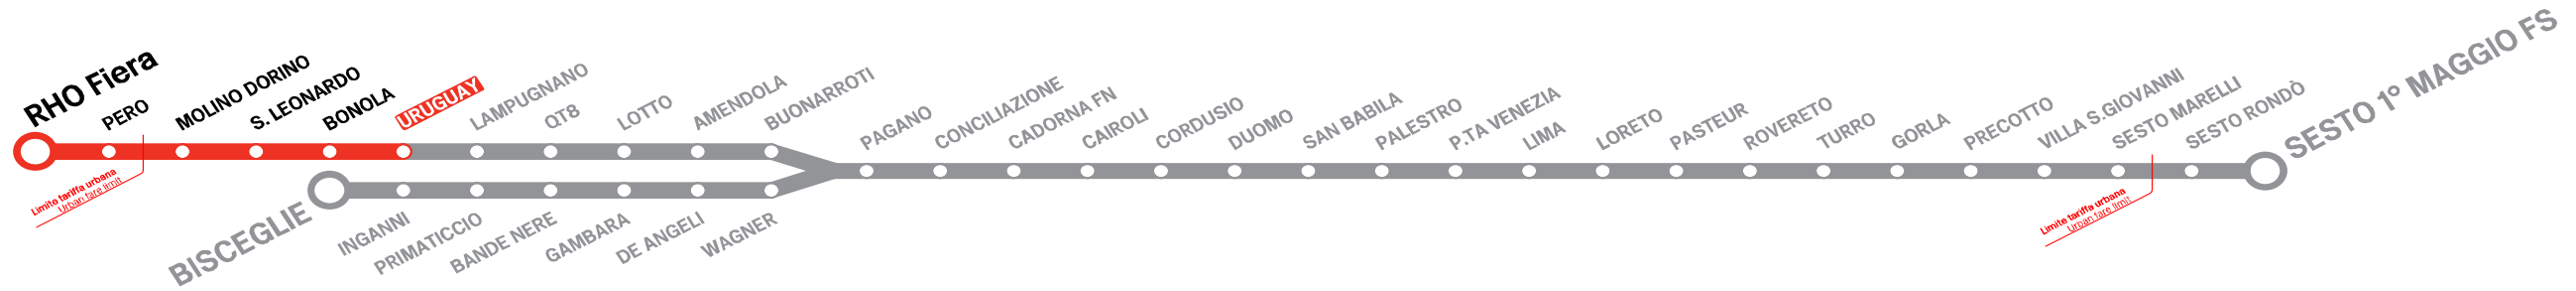 RHO Fiera
PERO
MOLINO DORINO
S. LEONARDO
BONOLA
URUGUAY
LAMPUGNANO
QT8
LOTTO
AMENDOLA
BUONARROTI
PAGANO
CONCILIAZIONE
CADORNA FN
CAIROLI
CORDUSIO
DUOMO
SAN BABILA
PALESTRO
P.TA VENEZIA
LIMA
LORETO
PASTEUR
ROVERETO
TURRO
GORLA
PRECOTTO
VILLA S.GIOVANNI
SESTO MARELLI
SESTO RONDÒ
SESTO 1° MAGGIO FS
Limite tariffa urbana
Urban fare limit
BISCEGLIE
INGANNI
PRIMATICCIO
BANDE NERE
GAMBARA
DE ANGELI
WAGNER
Limite tariffa urbana
Urban fare limit